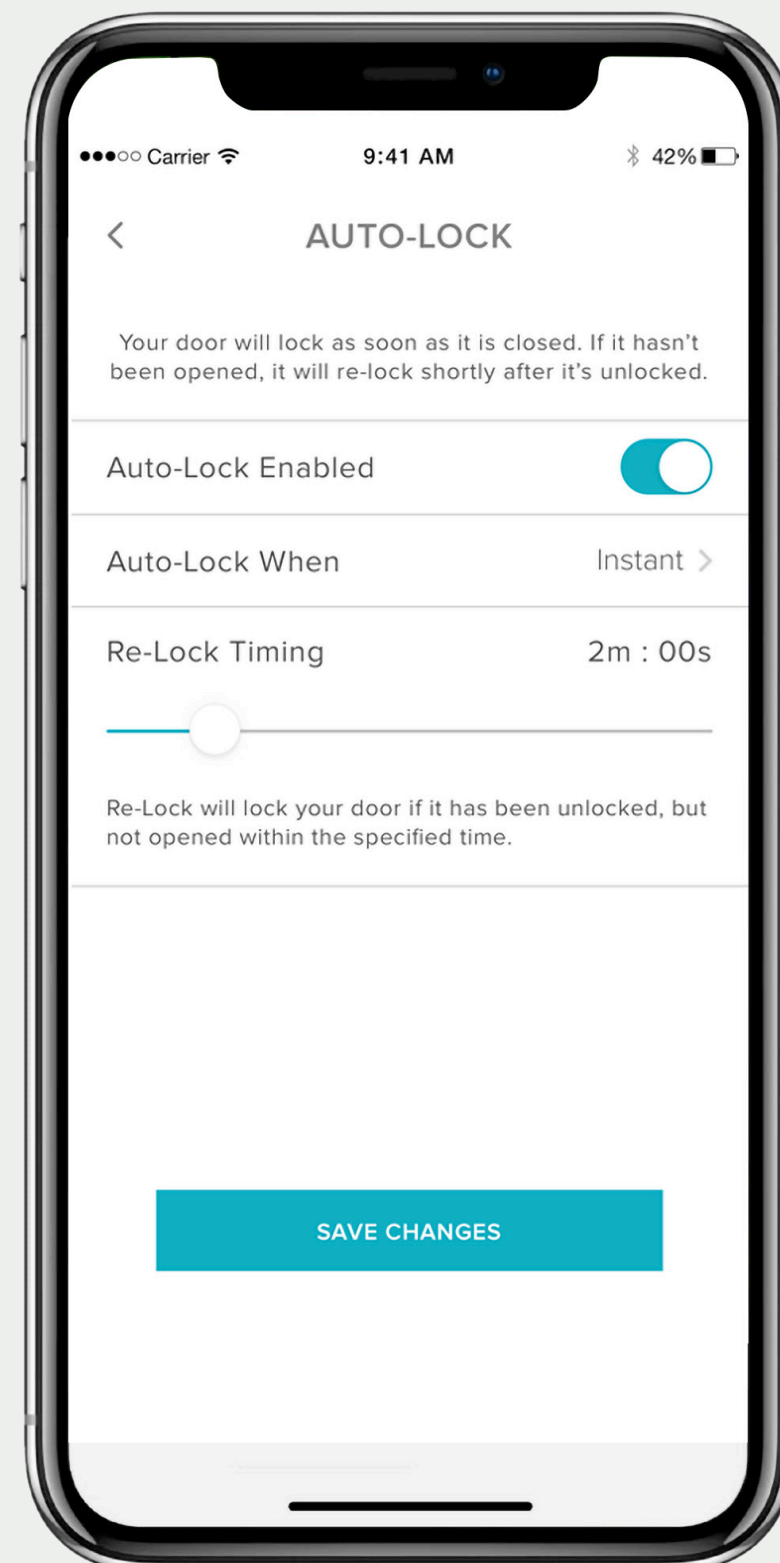 ●●●○○ Carrier 9:41 AM 42%
AUTO-LOCK
Your door will lock as soon as it is closed. If it hasn’t
been opened, it will re-lock shortly after it’s unlocked.
Auto-Lock Enabled
Auto-Lock When Instant >
Re-Lock Timing 2m : 00s
Re-Lock will lock your door if it has been unlocked, but
not opened within the specified time.
SAVE CHANGES